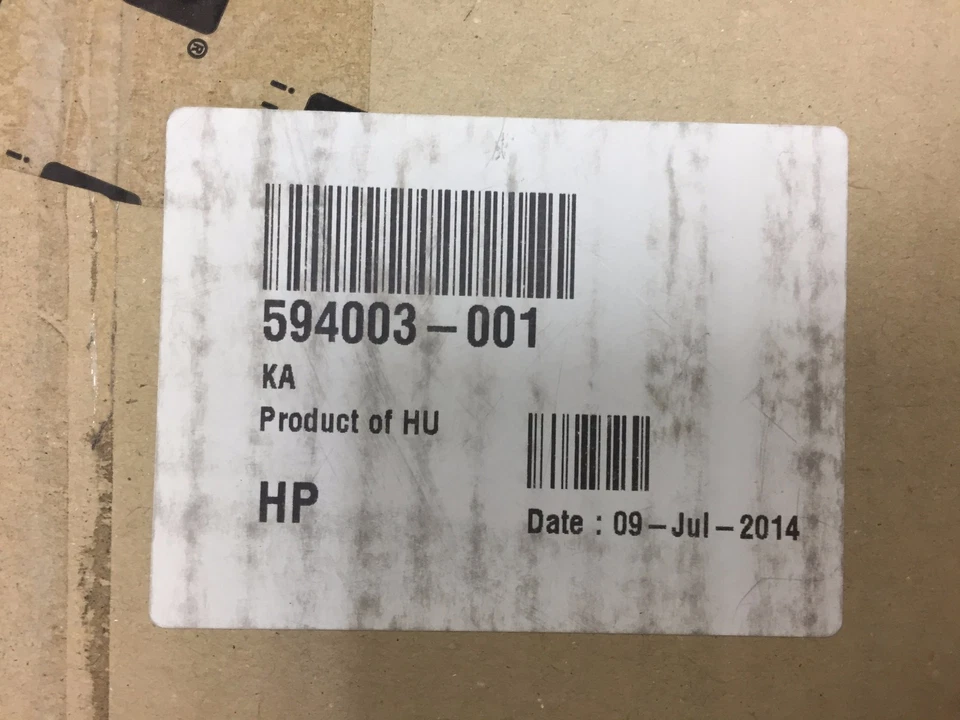 ®
594003-001
KA
Product of HU
HP
Date : 09-Jul-2014